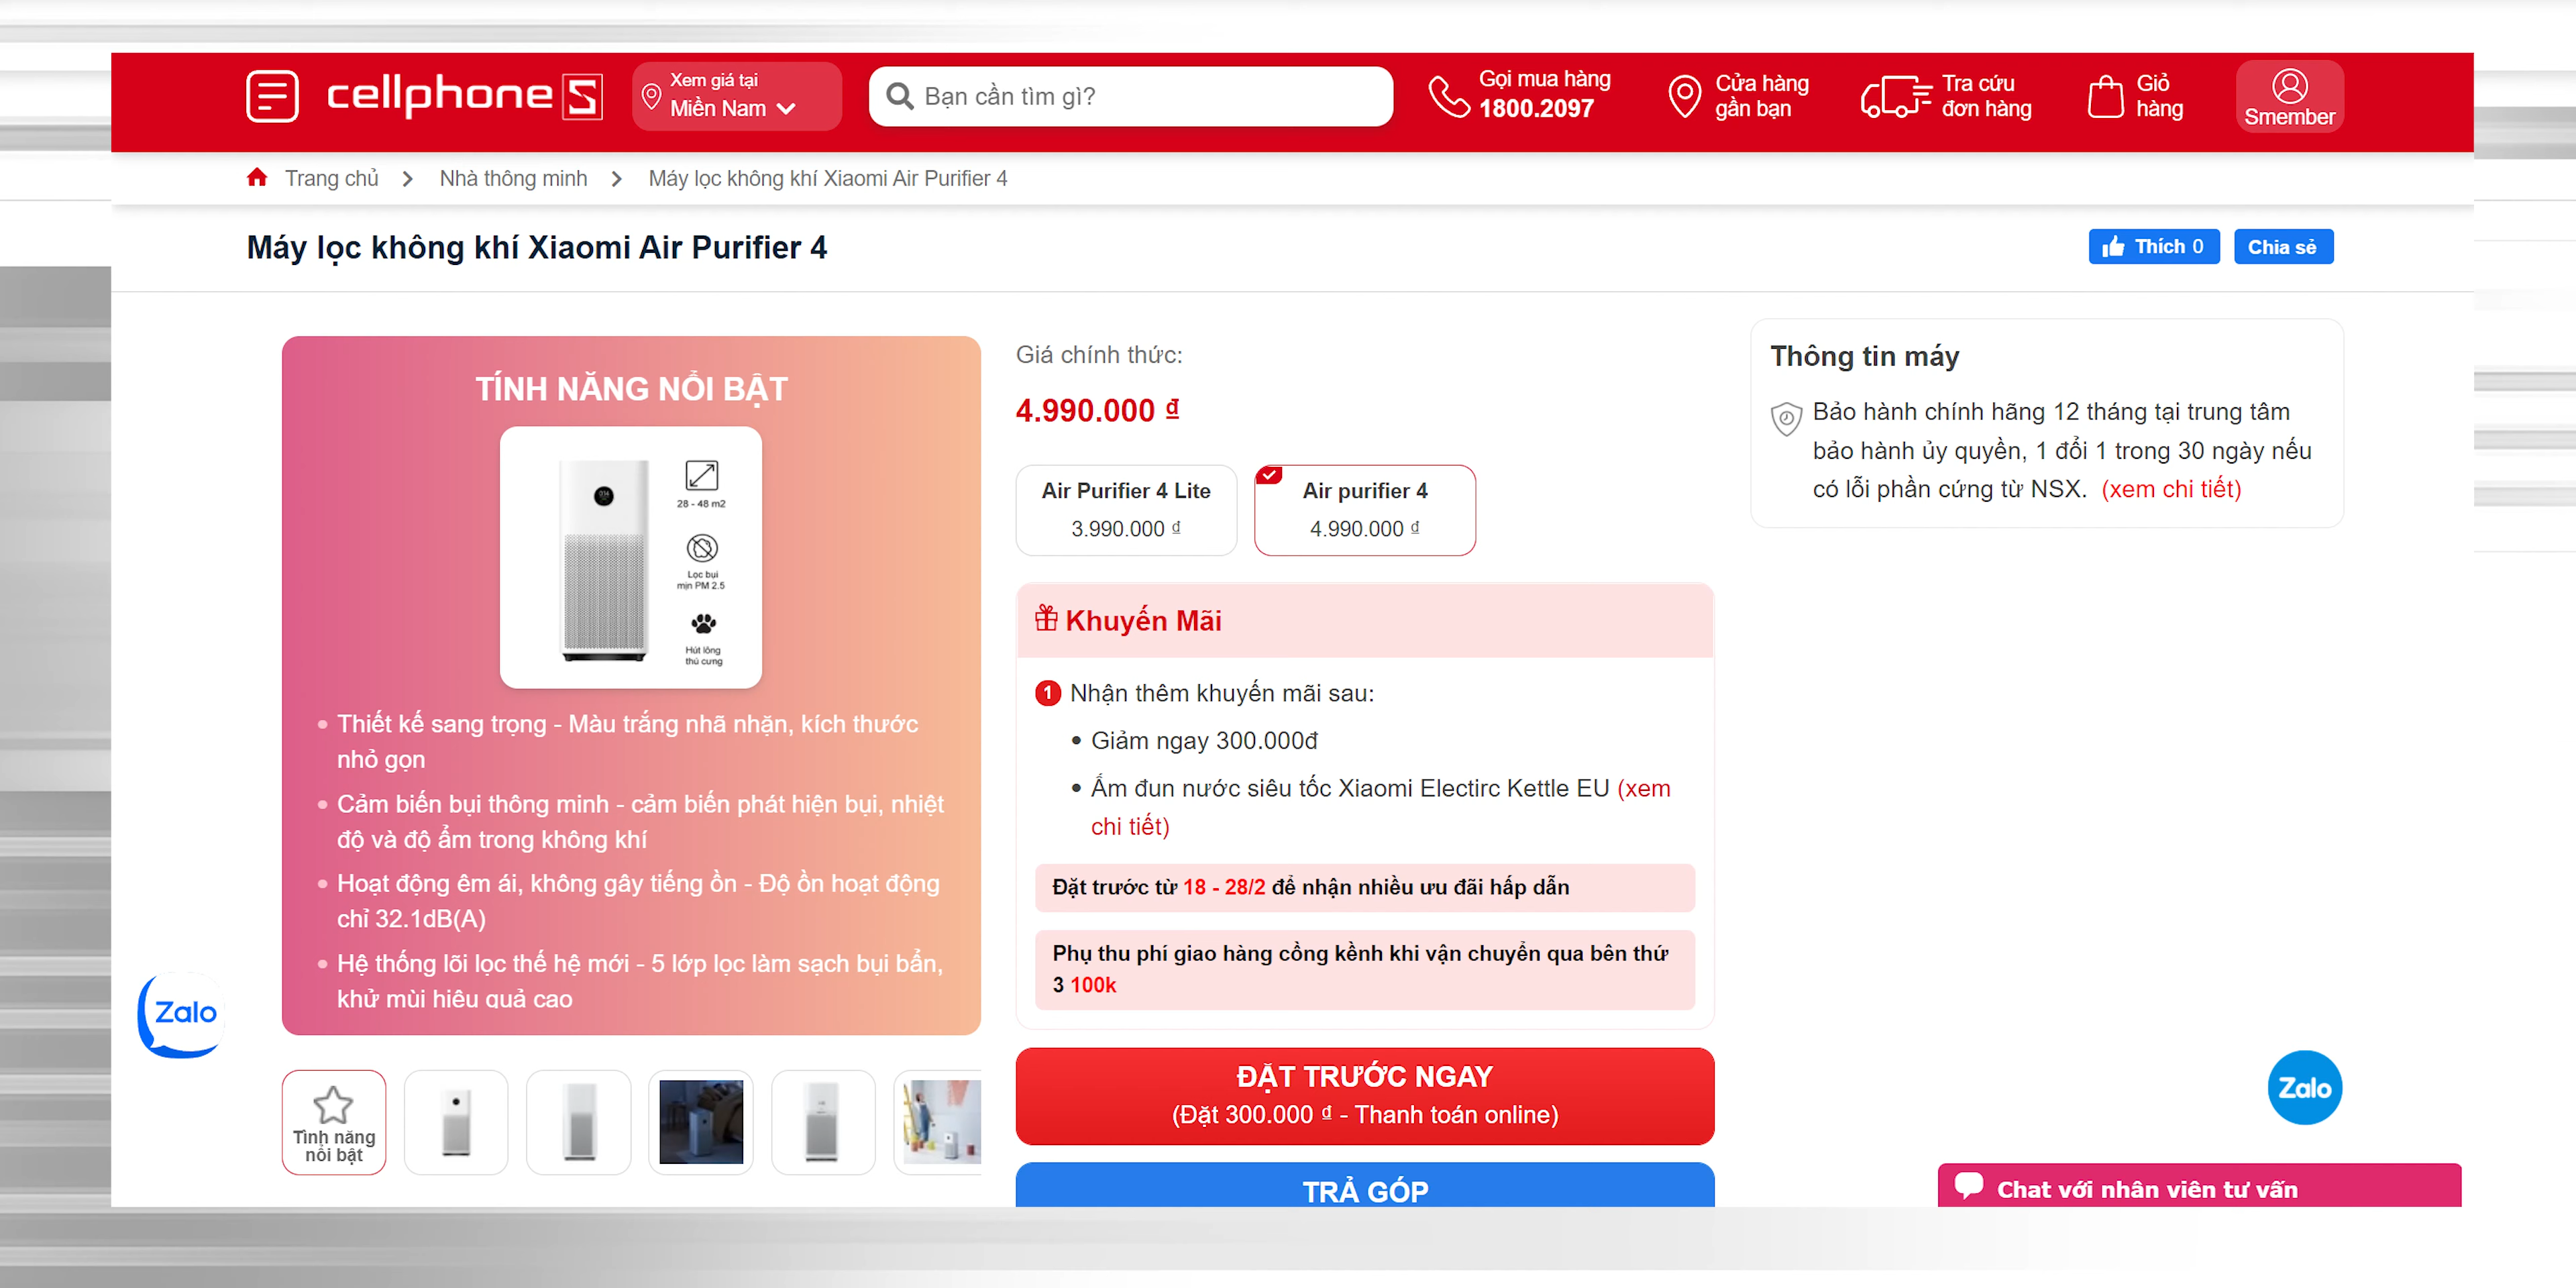 cellphoneS
Xem giá tại
Miền Nam
Bạn cần tìm gì?
Gọi mua hàng
1800.2097
Cửa hàng
gần bạn
Tra cứu
đơn hàng
Giỏ
hàng
Smember
Trang chủ
Nhà thông minh
Máy lọc không khí Xiaomi Air Purifier 4
Máy lọc không khí Xiaomi Air Purifier 4
Thích 0
Chia sẻ
TÍNH NĂNG NỔI BẬT
28 - 48 m2
Lọc bụi
mịn PM 2.5
Hút lông
thú cưng
Thiết kế sang trọng - Màu trắng nhã nhặn, kích thước
nhỏ gọn
Cảm biến bụi thông minh - cảm biến phát hiện bụi, nhiệt
độ và độ ẩm trong không khí
Hoạt động êm ái, không gây tiếng ồn - Độ ồn hoạt động
chỉ 32.1dB(A)
Hệ thống lõi lọc thế hệ mới - 5 lớp lọc làm sạch bụi bẩn,
khử mùi hiệu quả cao
Tính năng
nổi bật
Giá chính thức:
4.990.000 ₫
Air Purifier 4 Lite
3.990.000 ₫
Air purifier 4
4.990.000 ₫
Khuyến Mãi
1 Nhận thêm khuyến mãi sau:
Giảm ngay 300.000đ
Ấm đun nước siêu tốc Xiaomi Electirc Kettle EU (xem
chi tiết)
Đặt trước từ 18 - 28/2 để nhận nhiều ưu đãi hấp dẫn
Phụ thu phí giao hàng cồng kềnh khi vận chuyển qua bên thứ
3 100k
ĐẶT TRƯỚC NGAY
(Đặt 300.000 ₫ - Thanh toán online)
TRẢ GÓP
Thông tin máy
Bảo hành chính hãng 12 tháng tại trung tâm
bảo hành ủy quyền, 1 đổi 1 trong 30 ngày nếu
có lỗi phần cứng từ NSX. (xem chi tiết)
Zalo
Zalo
Chat với nhân viên tư vấn